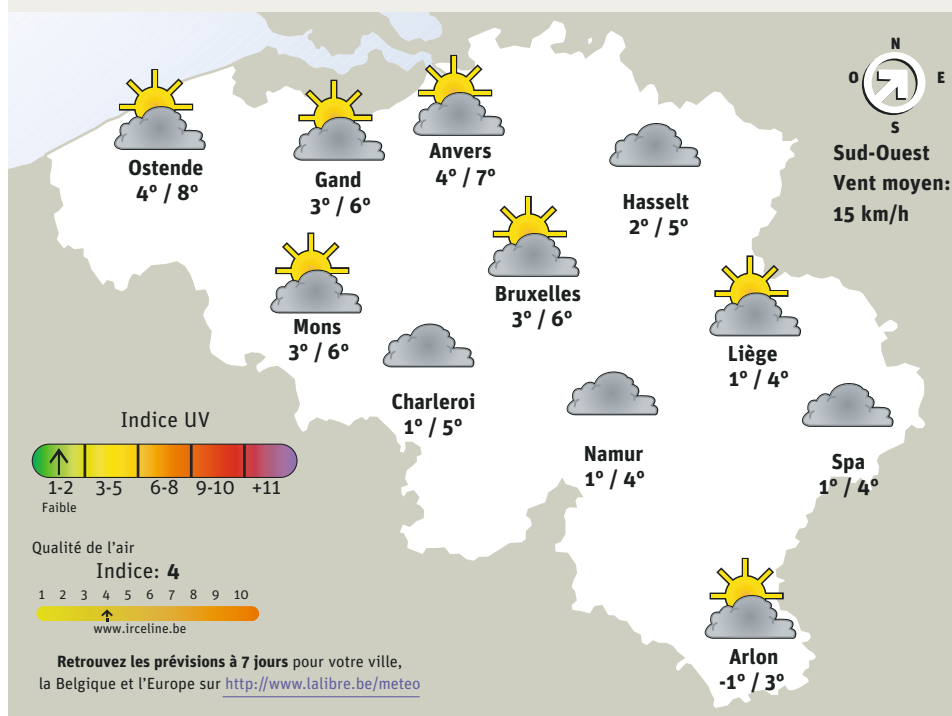 N
O E
S
Sud-Ouest
Vent moyen:
15 km/h
Ostende
4° / 8°
Gand
3° / 6°
Anvers
4° / 7°
Hasselt
2° / 5°
Bruxelles
3° / 6°
Mons
3° / 6°
Liège
1° / 4°
Charleroi
1° / 5°
Namur
1° / 4°
Spa
1° / 4°
Arlon
-1° / 3°
Indice UV
1-2 3-5 6-8 9-10 +11
Faible
Qualité de l'air
Indice: 4
1 2 3 4 5 6 7 8 9 10
www.irceline.be
Retrouvez les prévisions à 7 jours pour votre ville,
la Belgique et l'Europe sur http://www.lalibre.be/meteo